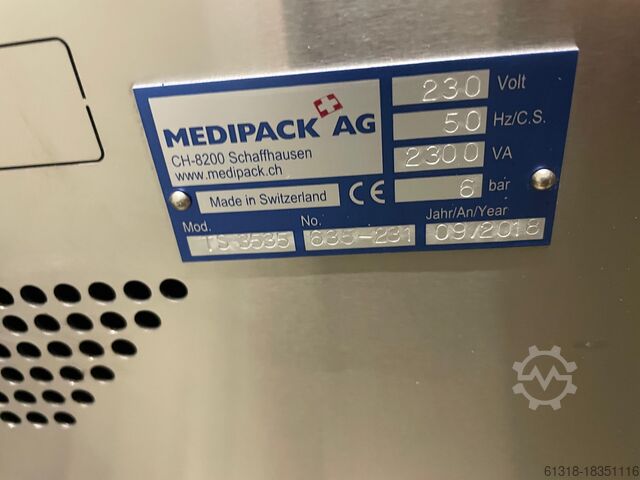 MEDIPACK AG
CH-8200 Schaffhausen
www.medipack.ch
Made in Switzerland CE
230 Volt
50 Hz/C.S.
2300 VA
6 bar
Mod. No. Jahr/An/Year
TS 3535 635-231 09/2018
61318-18351116